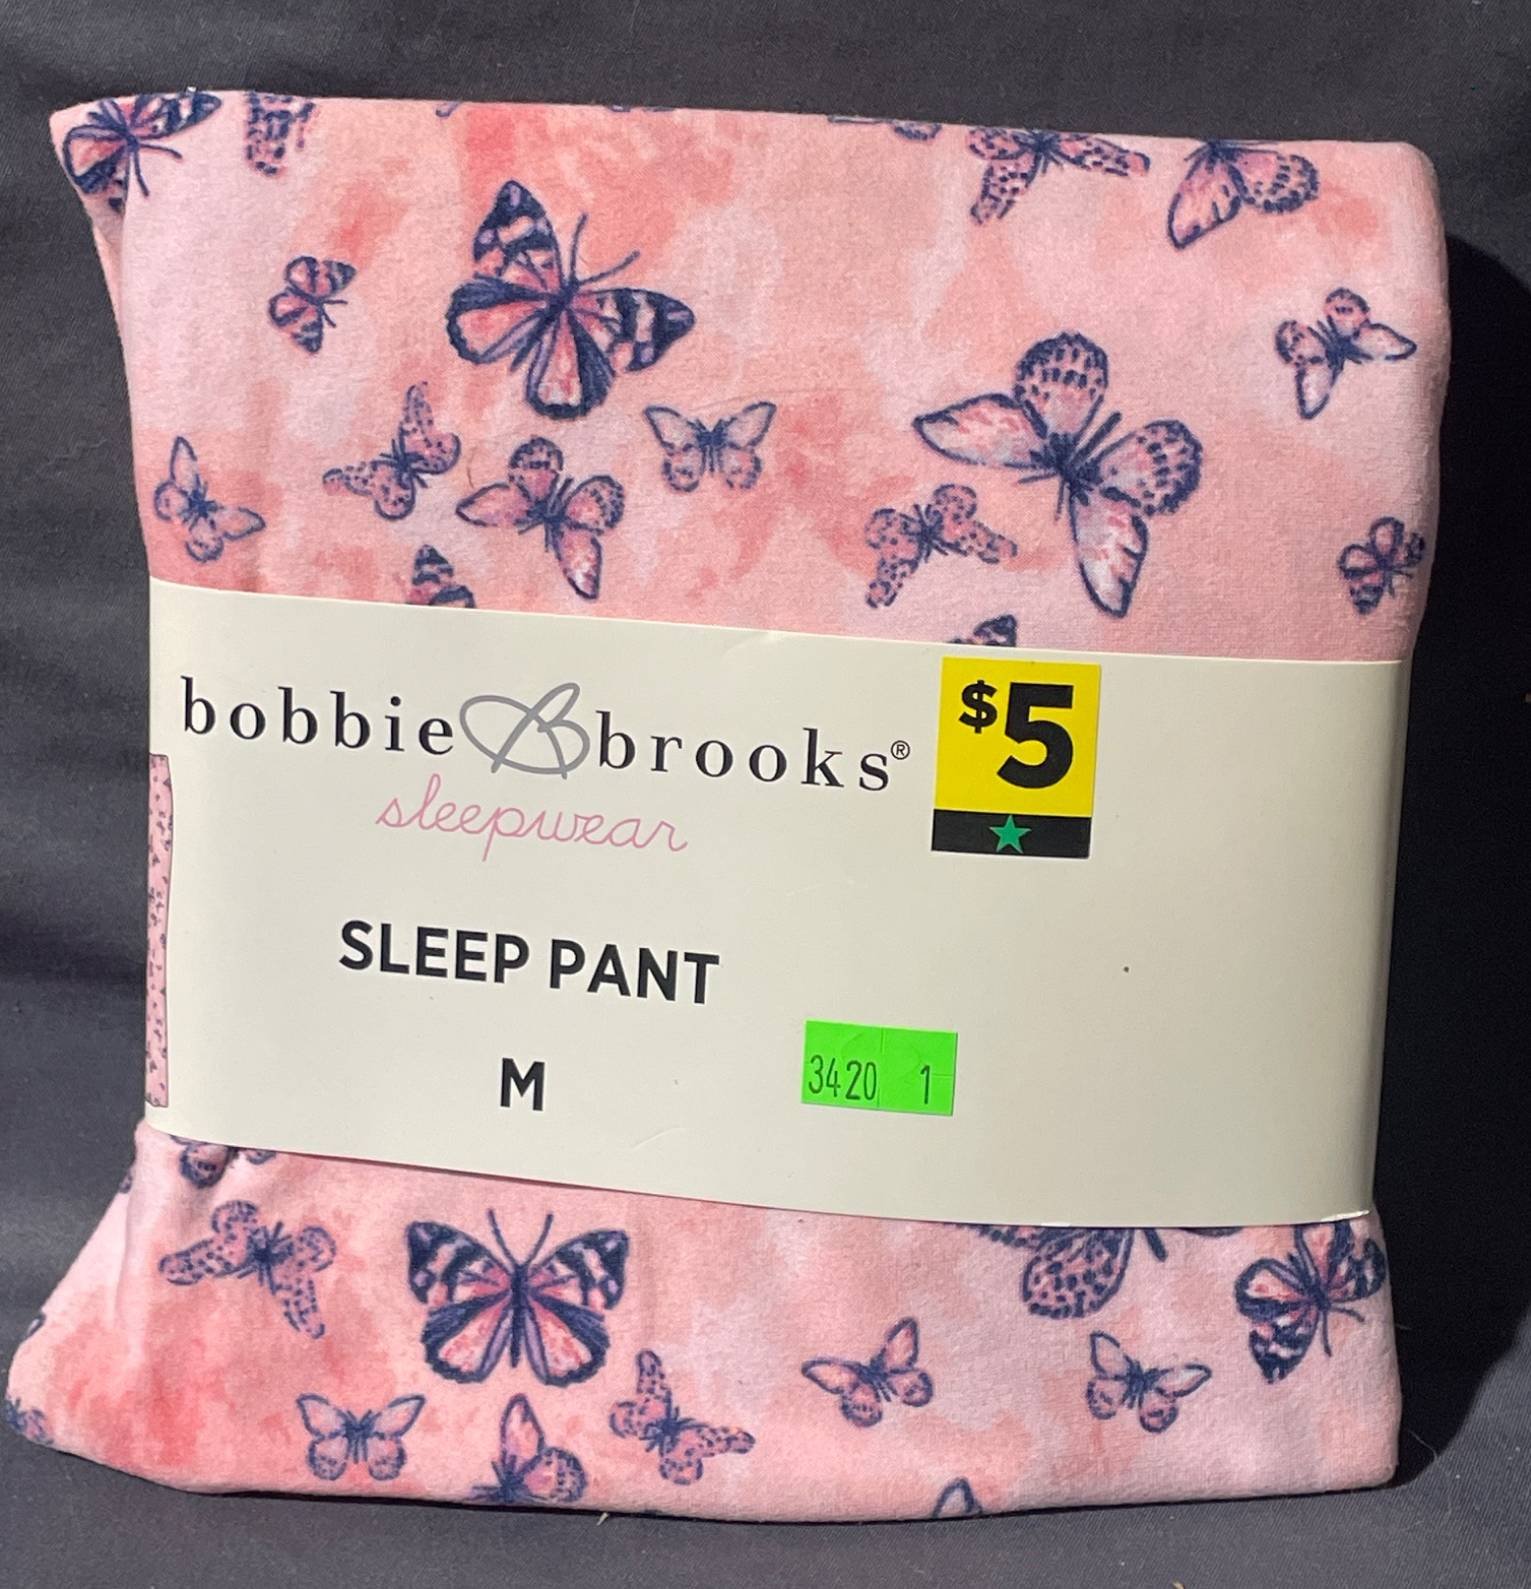 bobbie B brooks®
$5
sleepwear
SLEEP PANT
M
3420 1